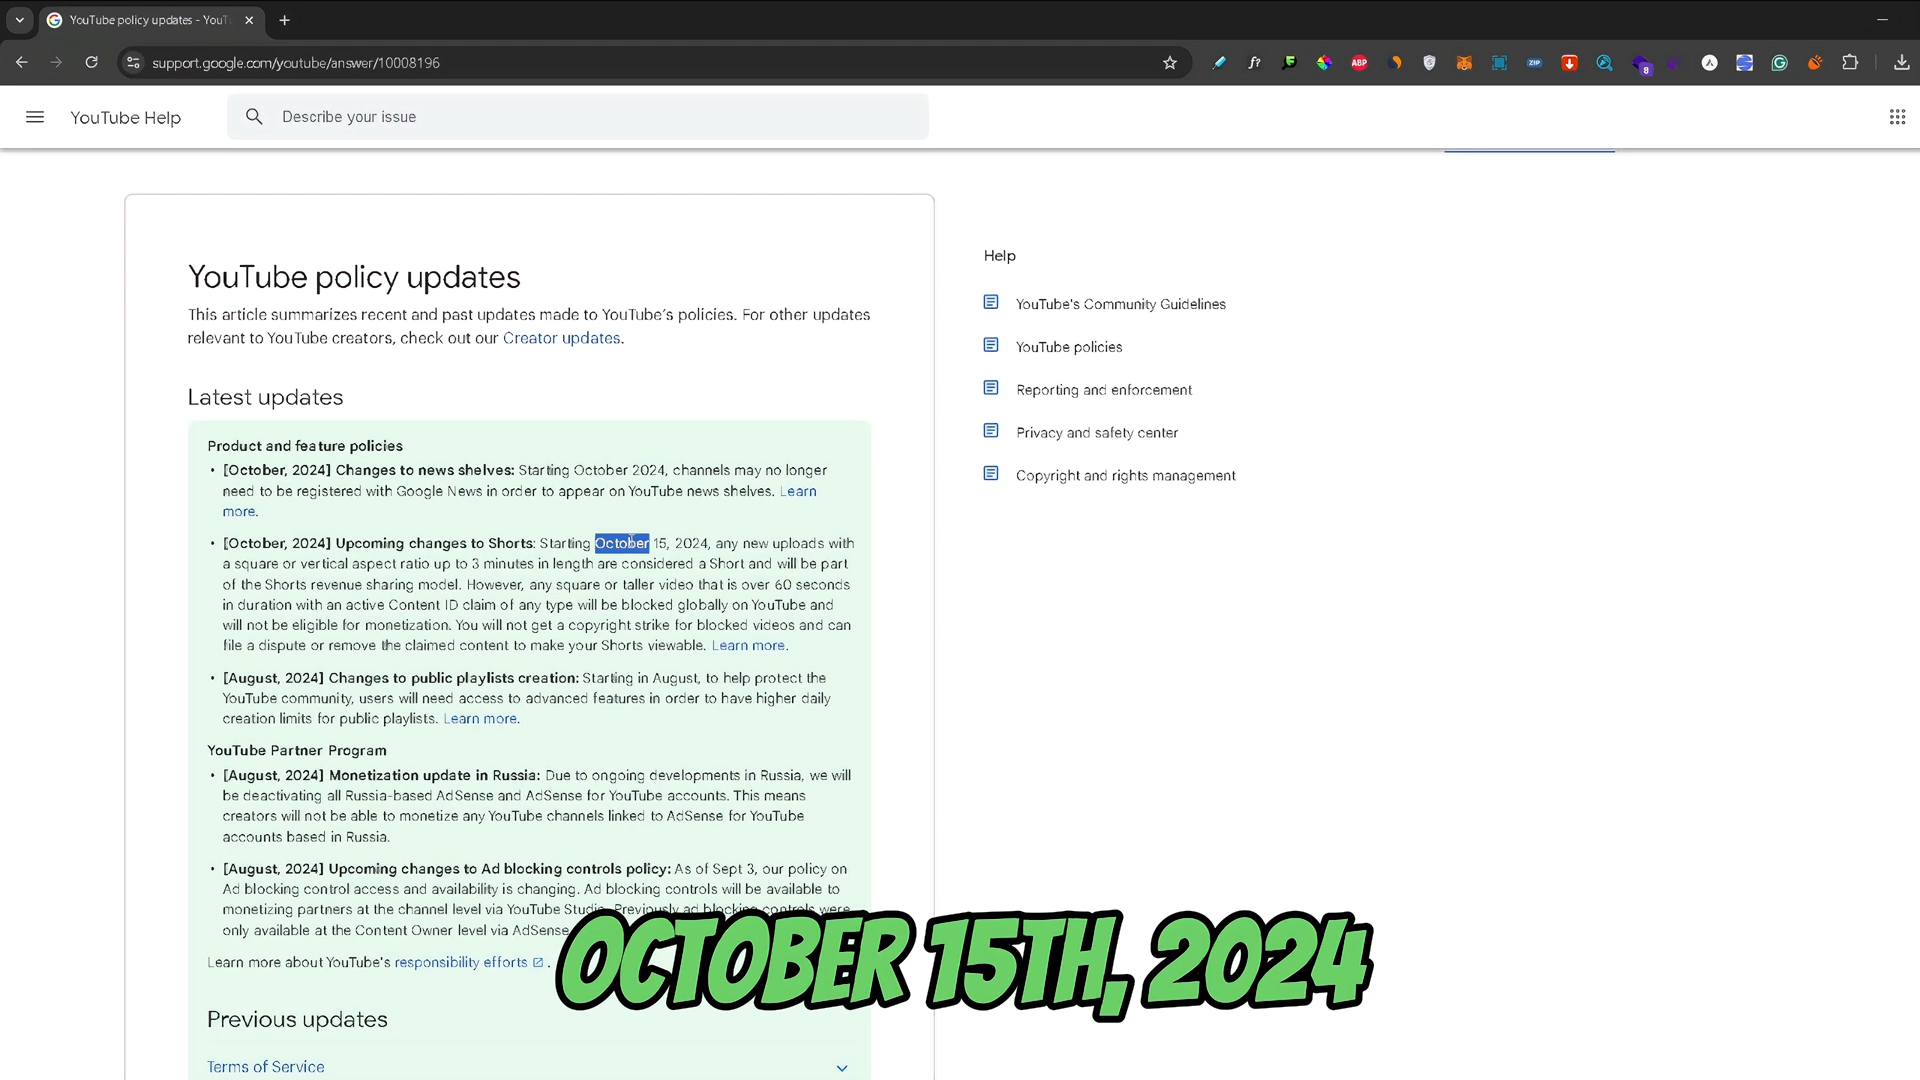 YouTube policy updates - YouT
support.google.com/youtube/answer/10008196
ABP
ZIP
8
YouTube Help
Describe your issue
YouTube policy updates
This article summarizes recent and past updates made to YouTube's policies. For other updates
relevant to YouTube creators, check out our Creator updates.
Latest updates
Product and feature policies
• [October, 2024] Changes to news shelves: Starting October 2024, channels may no longer
need to be registered with Google News in order to appear on YouTube news shelves. Learn
more.
• [October, 2024] Upcoming changes to Shorts: Starting October 15, 2024, any new uploads with
a square or vertical aspect ratio up to 3 minutes in length are considered a Short and will be part
of the Shorts revenue sharing model. However, any square or taller video that is over 60 seconds
in duration with an active Content ID claim of any type will be blocked globally on YouTube and
will not be eligible for monetization. You will not get a copyright strike for blocked videos and can
file a dispute or remove the claimed content to make your Shorts viewable. Learn more.
• [August, 2024] Changes to public playlists creation: Starting in August, to help protect the
YouTube community, users will need access to advanced features in order to have higher daily
creation limits for public playlists. Learn more.
YouTube Partner Program
• [August, 2024] Monetization update in Russia: Due to ongoing developments in Russia, we will
be deactivating all Russia-based AdSense and AdSense for YouTube accounts. This means
creators will not be able to monetize any YouTube channels linked to AdSense for YouTube
accounts based in Russia.
• [August, 2024] Upcoming changes to Ad blocking controls policy: As of Sept 3, our policy on
Ad blocking control access and availability is changing. Ad blocking controls will be available to
monetizing partners at the channel level via YouTube Studio. Previously ad blocking controls were
only available at the Content Owner level via AdSense
Learn more about YouTube's responsibility efforts.
Previous updates
Terms of Service
Help
YouTube's Community Guidelines
YouTube policies
Reporting and enforcement
Privacy and safety center
Copyright and rights management
OCTOBER 15TH, 2024